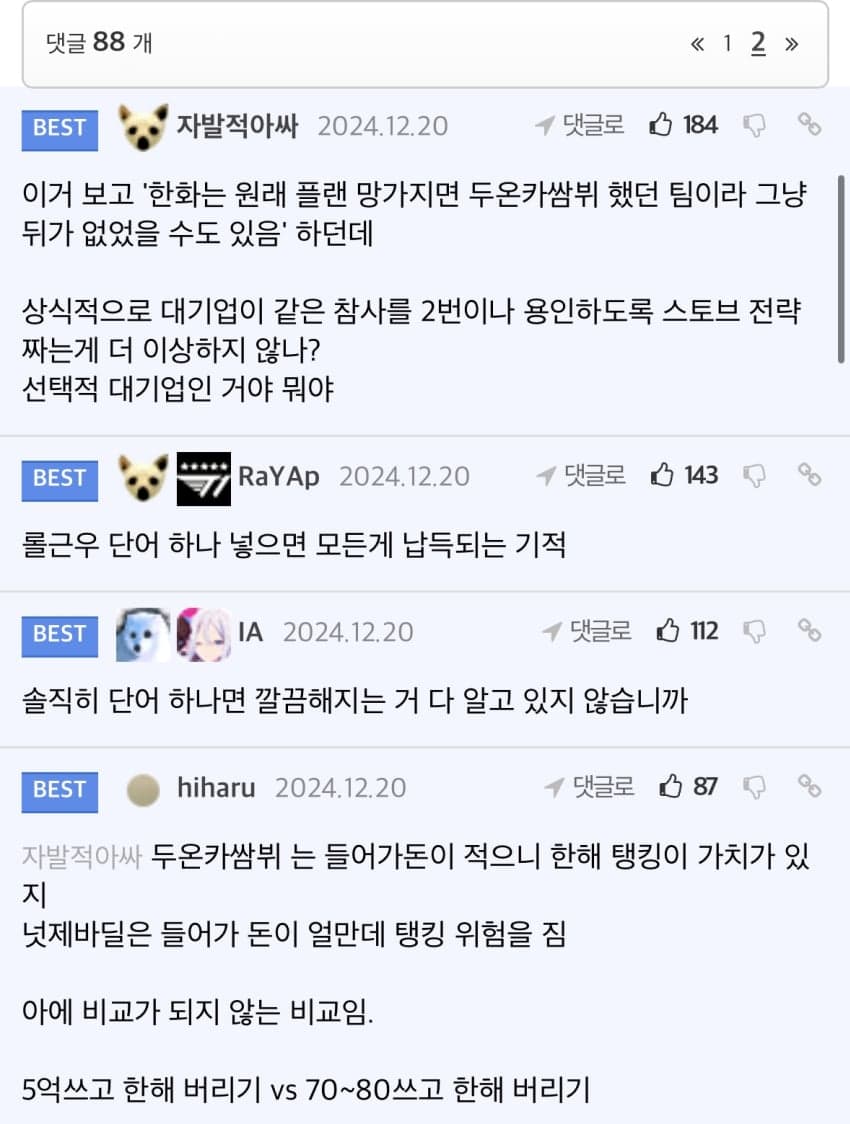 댓글 88 개 « 1 2 »
BEST 자발적아싸 2024.12.20 댓글로 184
이거 보고 '한화는 원래 플랜 망가지면 두온카쌈뷔 했던 팀이라 그냥
뒤가 없었을 수도 있음' 하던데
상식적으로 대기업이 같은 참사를 2번이나 용인하도록 스토브 전략
짜는게 더 이상하지 않나?
선택적 대기업인 거야 뭐야
BEST RaYAp 2024.12.20 댓글로 143
롤근우 단어 하나 넣으면 모든게 납득되는 기적
BEST IA 2024.12.20 댓글로 112
솔직히 단어 하나면 깔끔해지는 거 다 알고 있지 않습니까
BEST hiharu 2024.12.20 댓글로 87
자발적아싸 두온카쌈뷔 는 들어가돈이 적으니 한해 탱킹이 가치가 있
지
넛제바딜은 들어가 돈이 얼만데 탱킹 위험을 짐
아에 비교가 되지 않는 비교임.
5억쓰고 한해 버리기 vs 70~80쓰고 한해 버리기